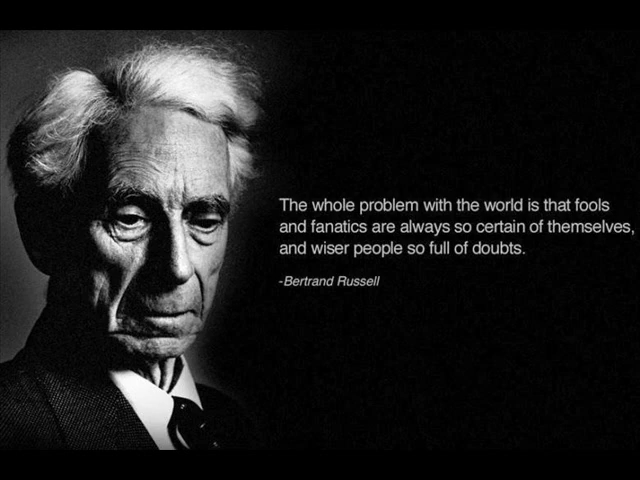 The whole problem with the world is that fools
and fanatics are always so certain of themselves,
and wiser people so full of doubts.
-Bertrand Russell